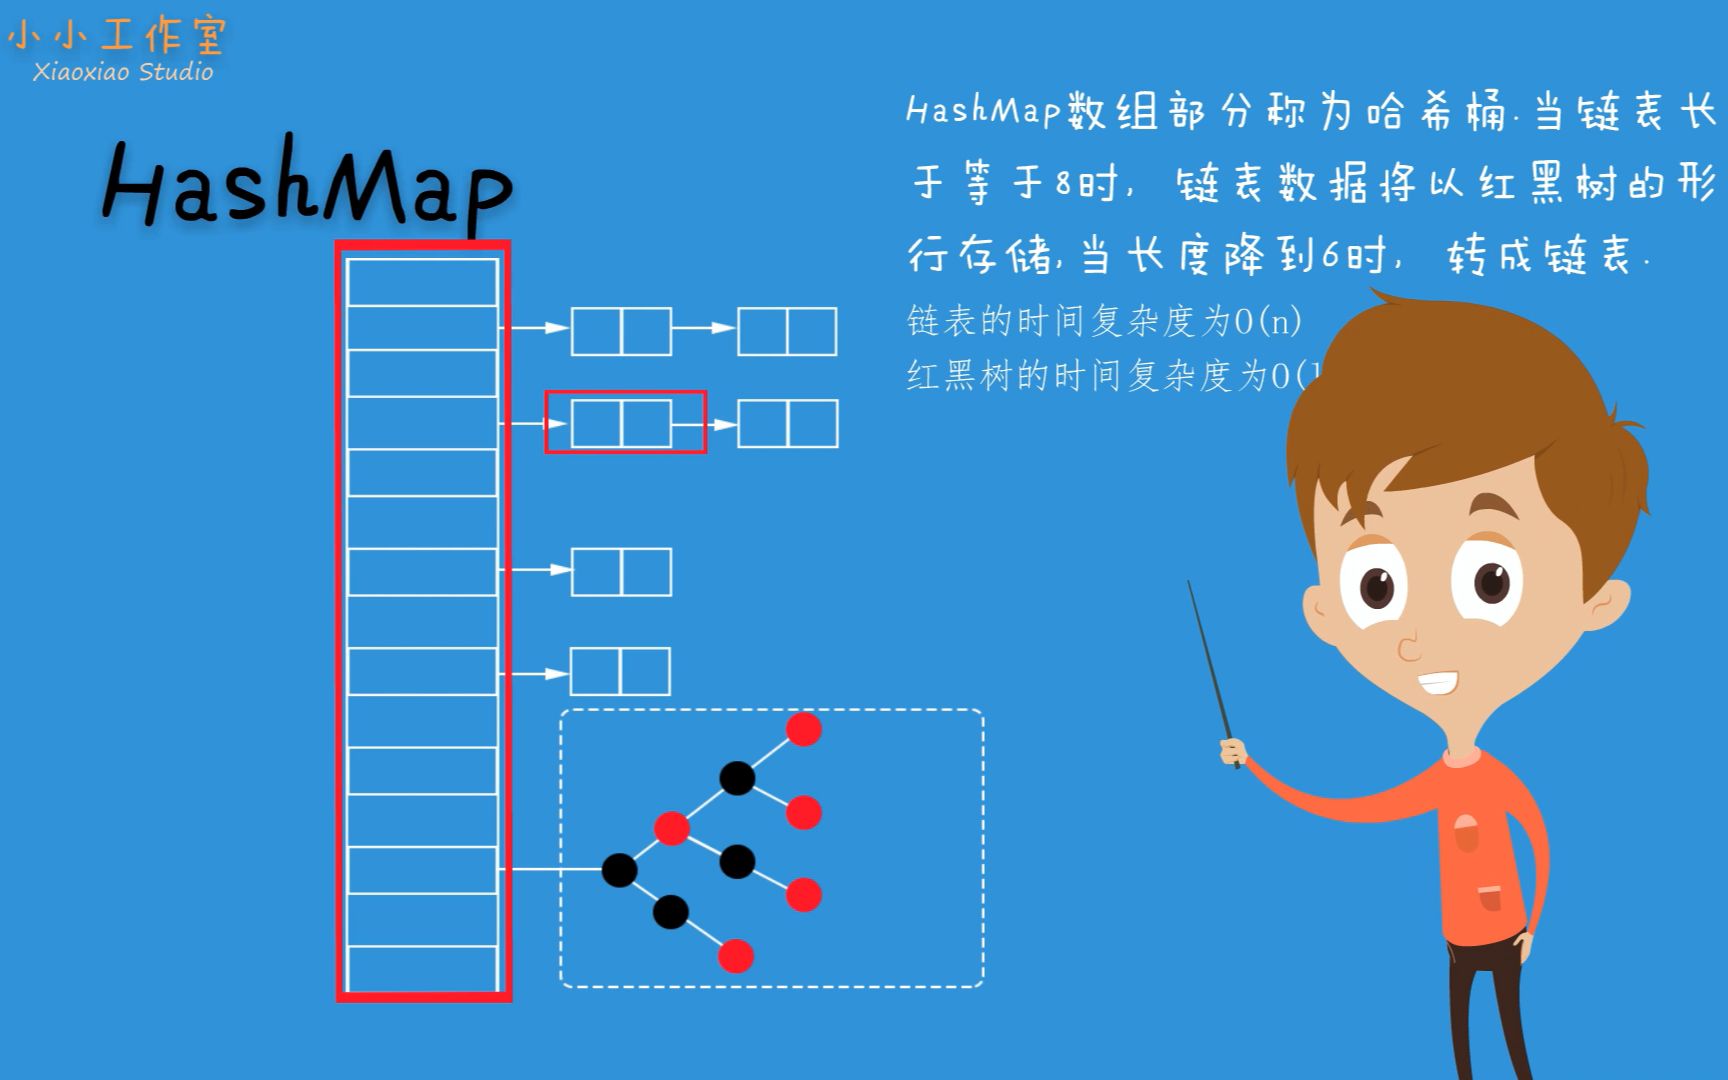 小小工作室
Xiaoxiao Studio
HashMap
HashMap数组部分称为哈希桶.当链表长
于等于8时, 链表数据将以红黑树的形
行存储,当长度降到6时, 转成链表.
链表的时间复杂度为O(n)
红黑树的时间复杂度为O(